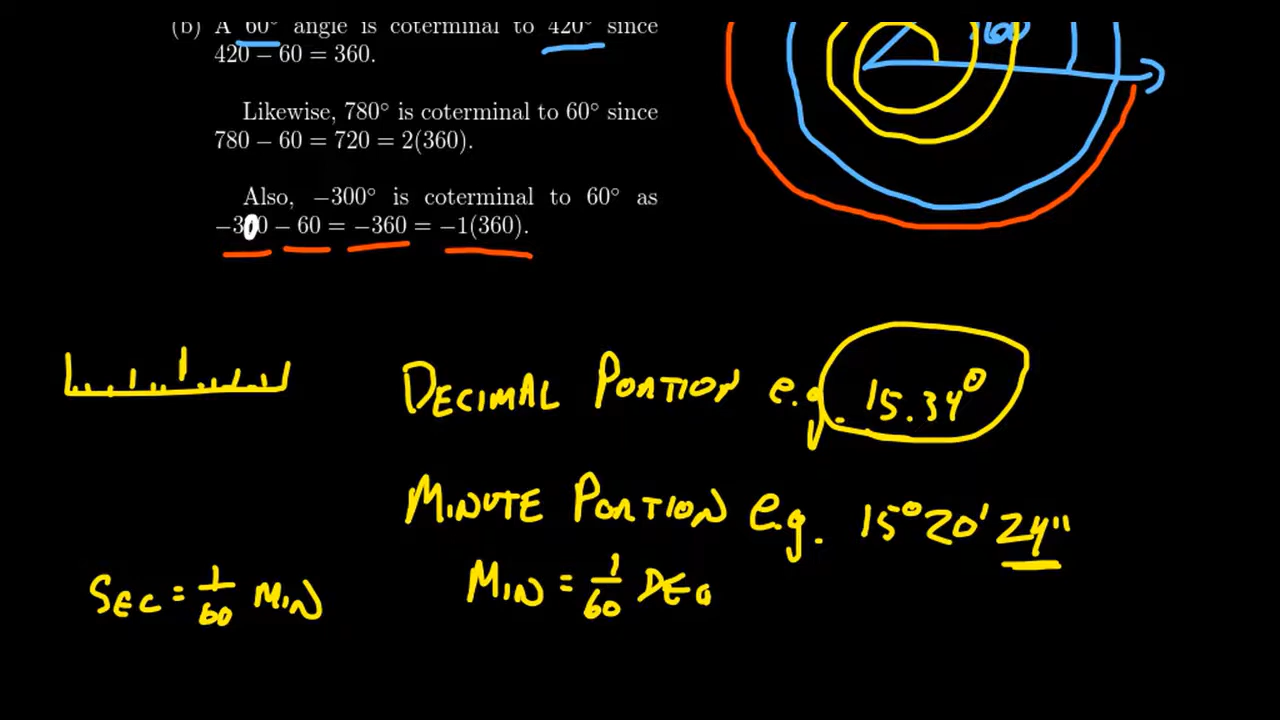 (b) A 60° angle is coterminal to 420° since
420 − 60 = 360.
Likewise, 780° is coterminal to 60° since
780 − 60 = 720 = 2(360).
Also, −300° is coterminal to 60° as
−300 − 60 = −360 = −1(360).
60
DECIMAL PORTION e.g. 15.34°
MINUTE PORTION e.g. 15°20'24"
SEC = 1/60 MIN
MIN = 1/60 DEG